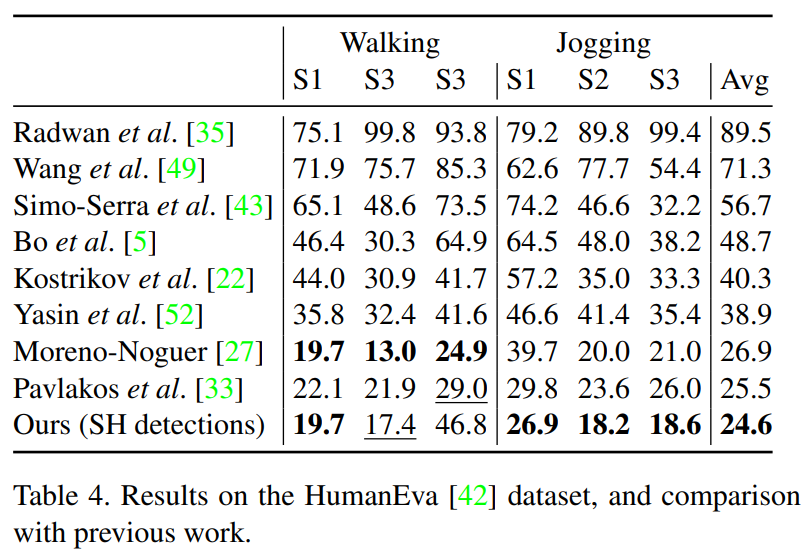 Walking Jogging
S1 S3 S3 S1 S2 S3 Avg
Radwan et al. [35] 75.1 99.8 93.8 79.2 89.8 99.4 89.5
Wang et al. [49] 71.9 75.7 85.3 62.6 77.7 54.4 71.3
Simo-Serra et al. [43] 65.1 48.6 73.5 74.2 46.6 32.2 56.7
Bo et al. [5] 46.4 30.3 64.9 64.5 48.0 38.2 48.7
Kostrikov et al. [22] 44.0 30.9 41.7 57.2 35.0 33.3 40.3
Yasin et al. [52] 35.8 32.4 41.6 46.6 41.4 35.4 38.9
Moreno-Noguer [27] 19.7 13.0 24.9 39.7 20.0 21.0 26.9
Pavlakos et al. [33] 22.1 21.9 29.0 29.8 23.6 26.0 25.5
Ours (SH detections) 19.7 17.4 46.8 26.9 18.2 18.6 24.6
Table 4. Results on the HumanEva [42] dataset, and comparison
with previous work.